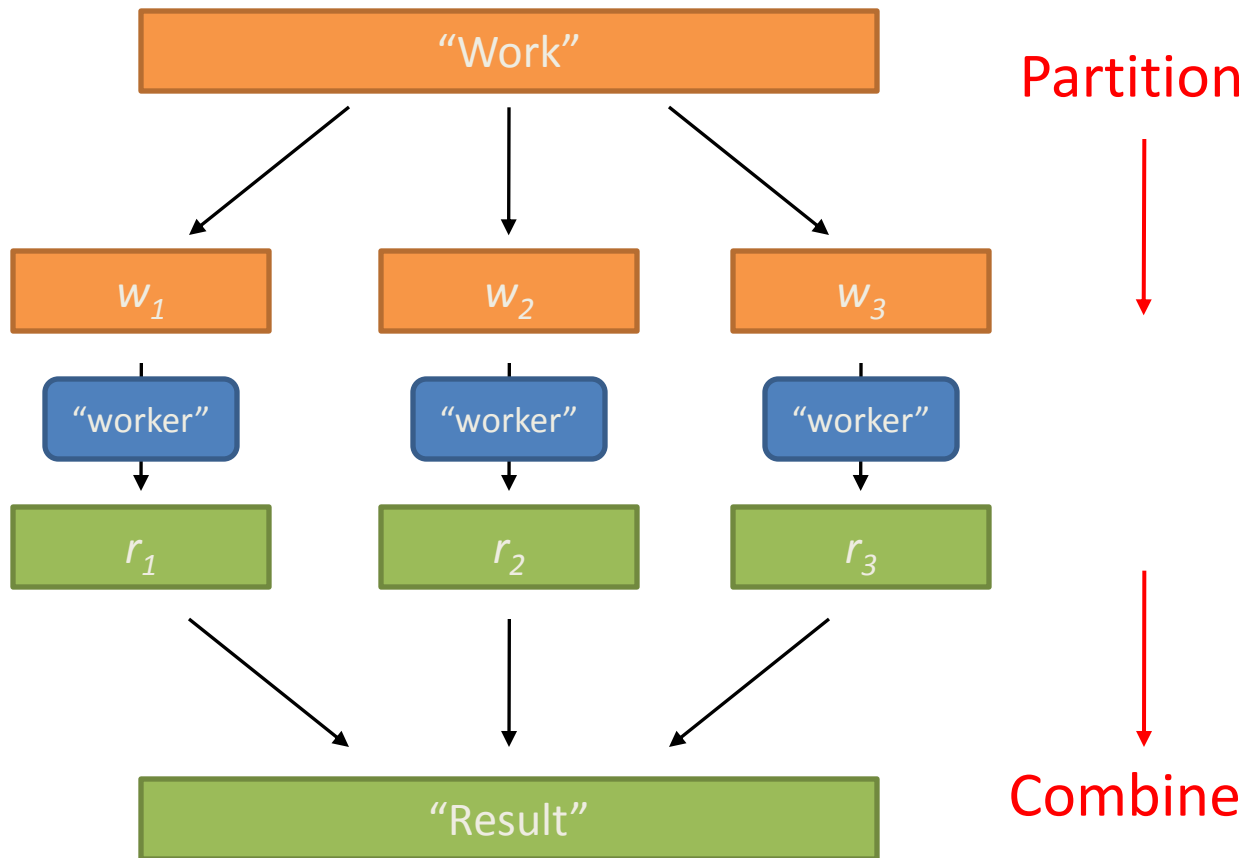 “Work”
Partition
w₁
w₂
w₃
“worker”
“worker”
“worker”
r₁
r₂
r₃
“Result”
Combine